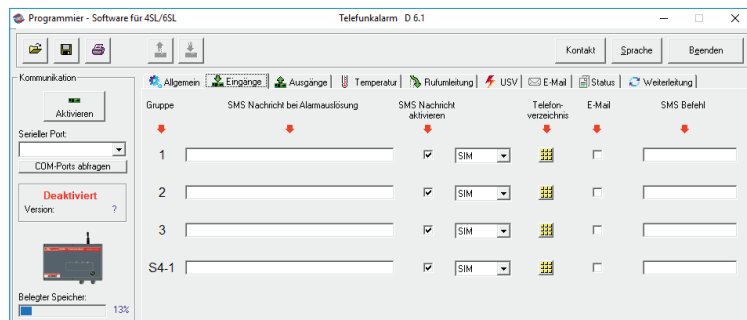 Programmier - Software für 4SL/6SL Telefunkalarm D 6.1
Kontakt Sprache Beenden
Kommunikation
Aktivieren
Serieller Port:
COM-Ports abfragen
Deaktiviert
Version: ?
Belegter Speicher:
13%
Allgemein Eingänge Ausgänge Temperatur Rufumleitung USV E-Mail Status Weiterleitung
Gruppe SMS Nachricht bei Alarmauslösung SMS Nachricht aktivieren Telefon-verzeichnis E-Mail SMS Befehl
1 SIM
2 SIM
3 SIM
S4-1 SIM